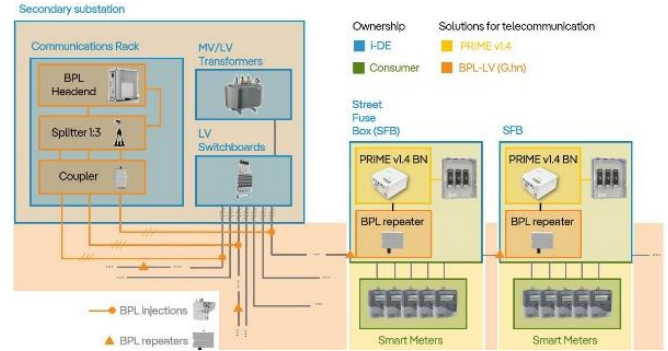 Secondary substation
Communications Rack
BPL
Headend
Splitter 1:3
Coupler
MV/LV
Transformers
LV
Switchboards
Ownership
I-DE
Consumer
Solutions for telecommunication
PRIME v1.4
BPL-LV (G.hn)
Street
Fuse
Box (SFB)
PRIME v1.4 BN
BPL repeater
Smart Meters
SFB
PRIME v1.4 BN
BPL repeater
Smart Meters
BPL injections
BPL repeaters